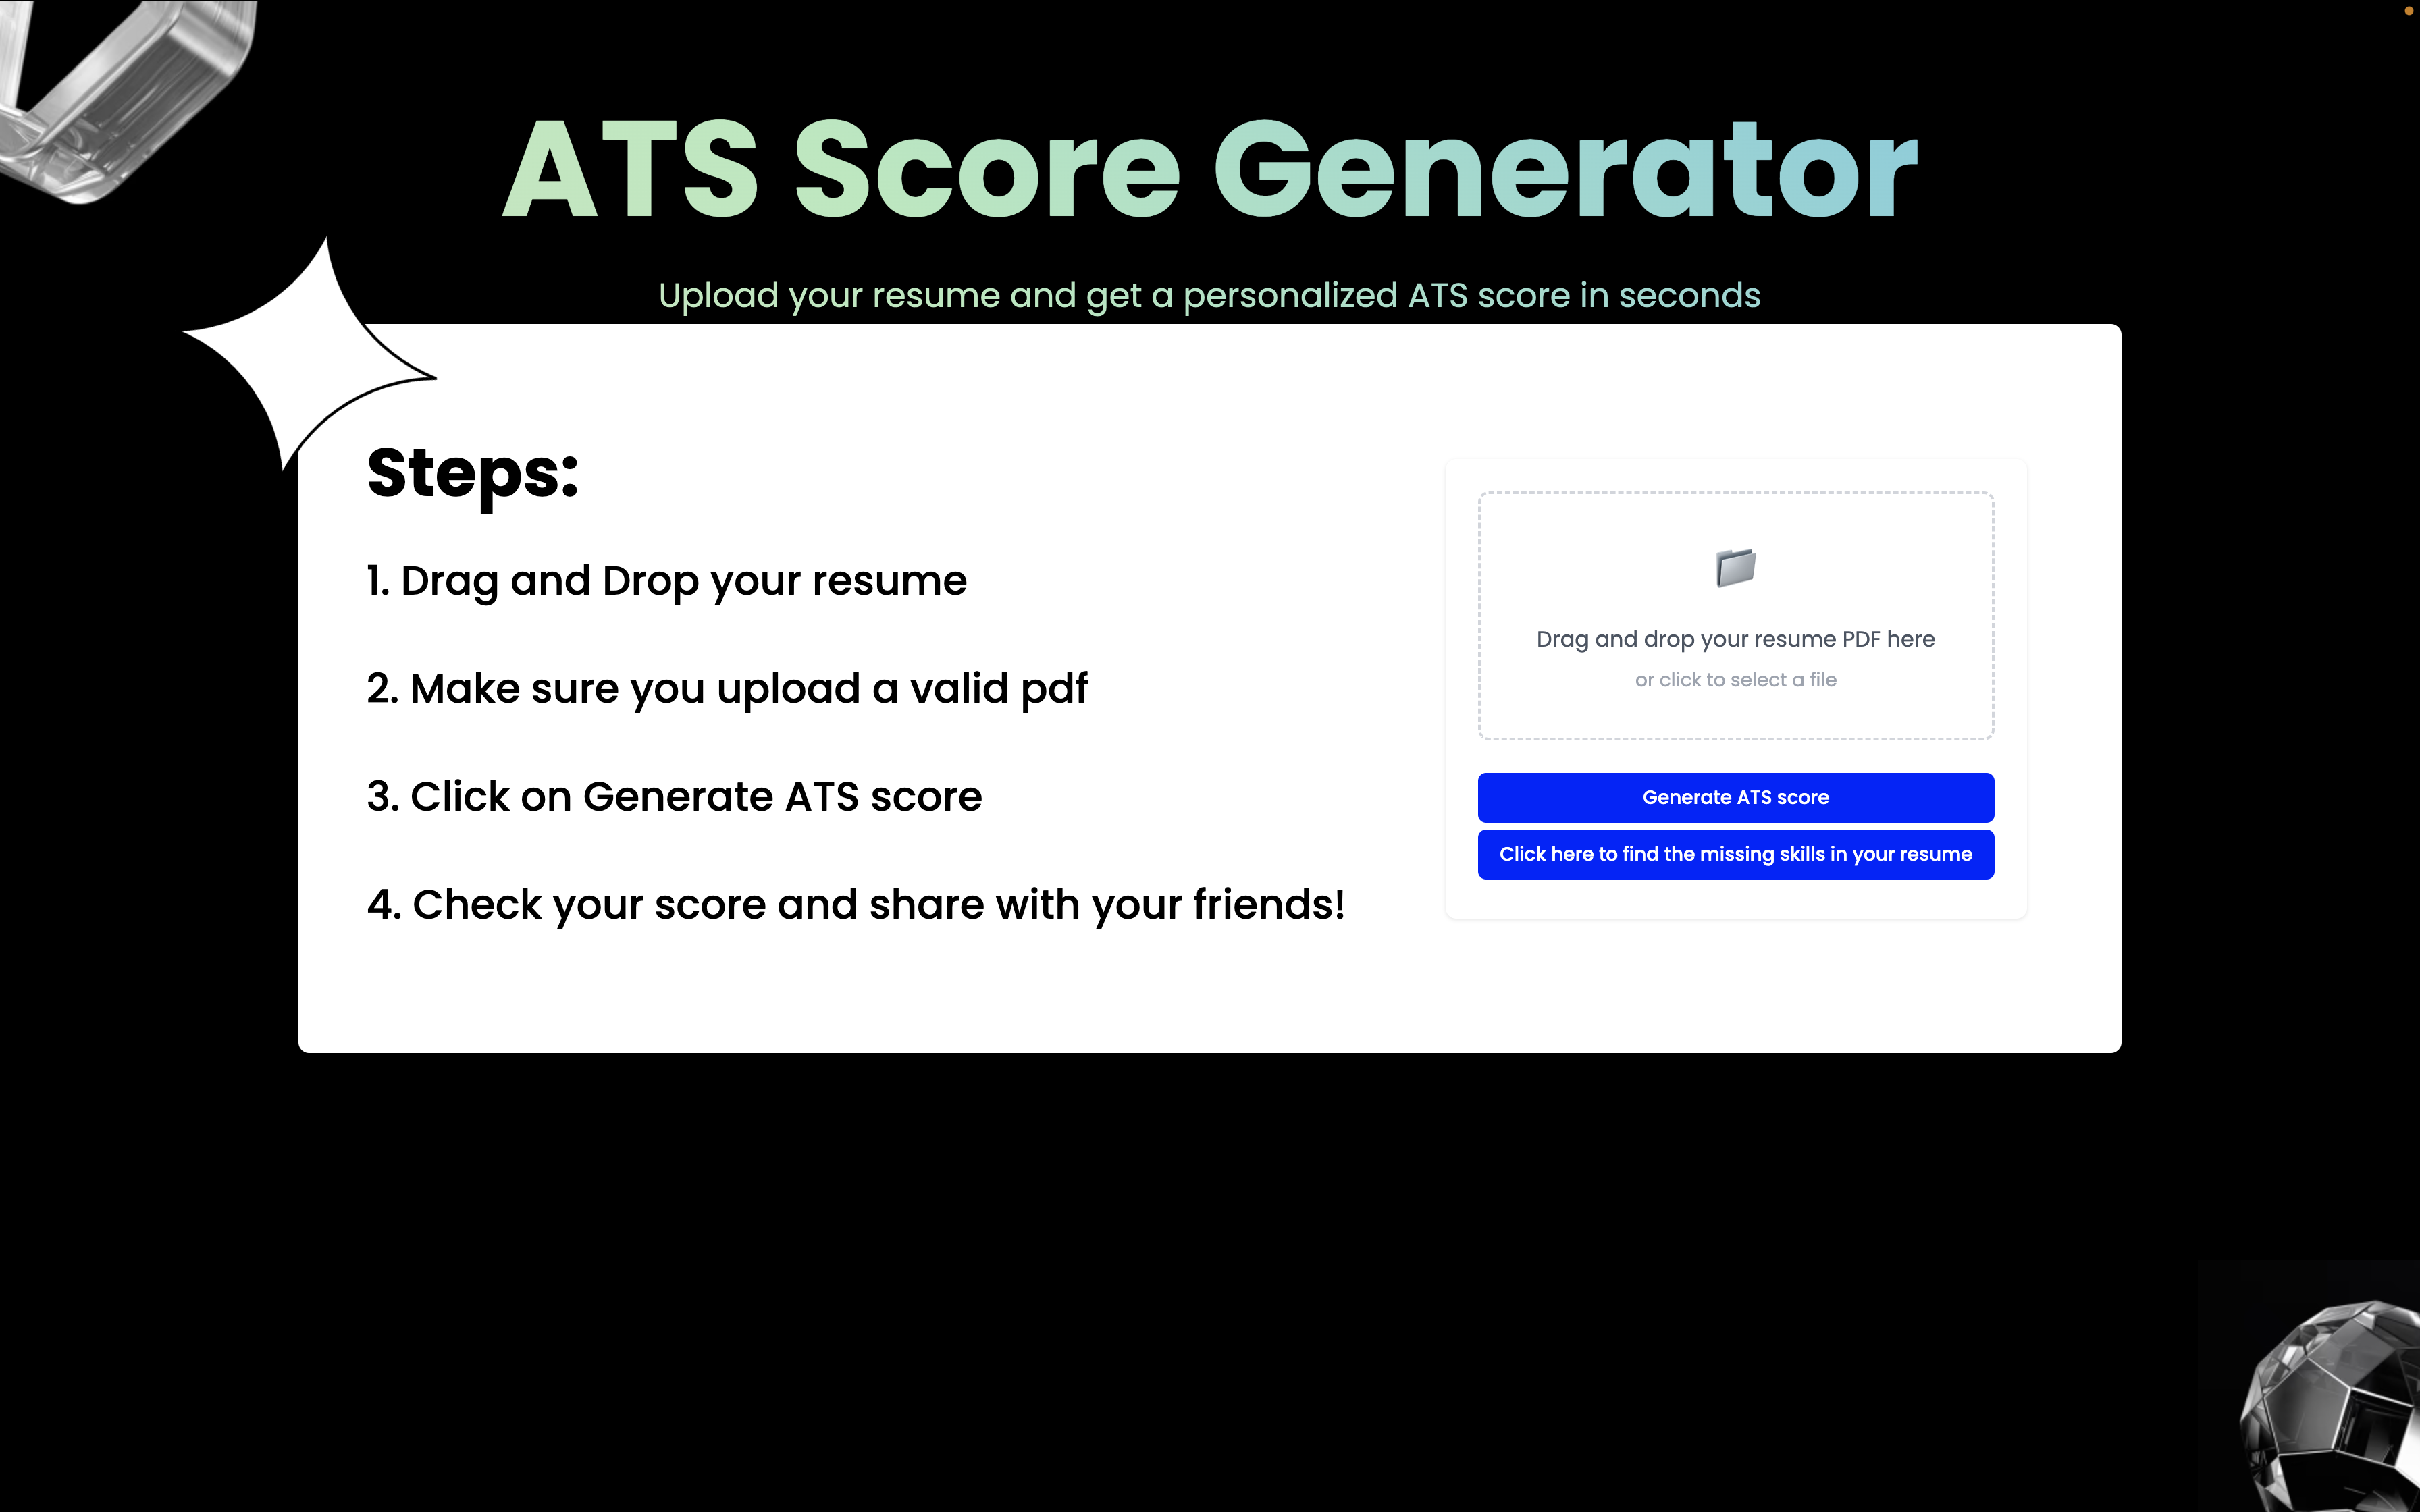 ATS Score Generator
Upload your resume and get a personalized ATS score in seconds
Steps:
1. Drag and Drop your resume
2. Make sure you upload a valid pdf
3. Click on Generate ATS score
4. Check your score and share with your friends!
Drag and drop your resume PDF here
or click to select a file
Generate ATS score
Click here to find the missing skills in your resume